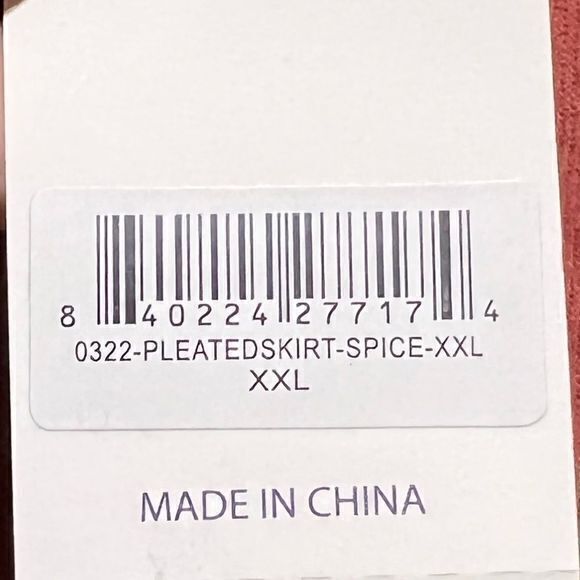 8 40224 27717 4
0322-PLEATEDSKIRT-SPICE-XXL
XXL
MADE IN CHINA